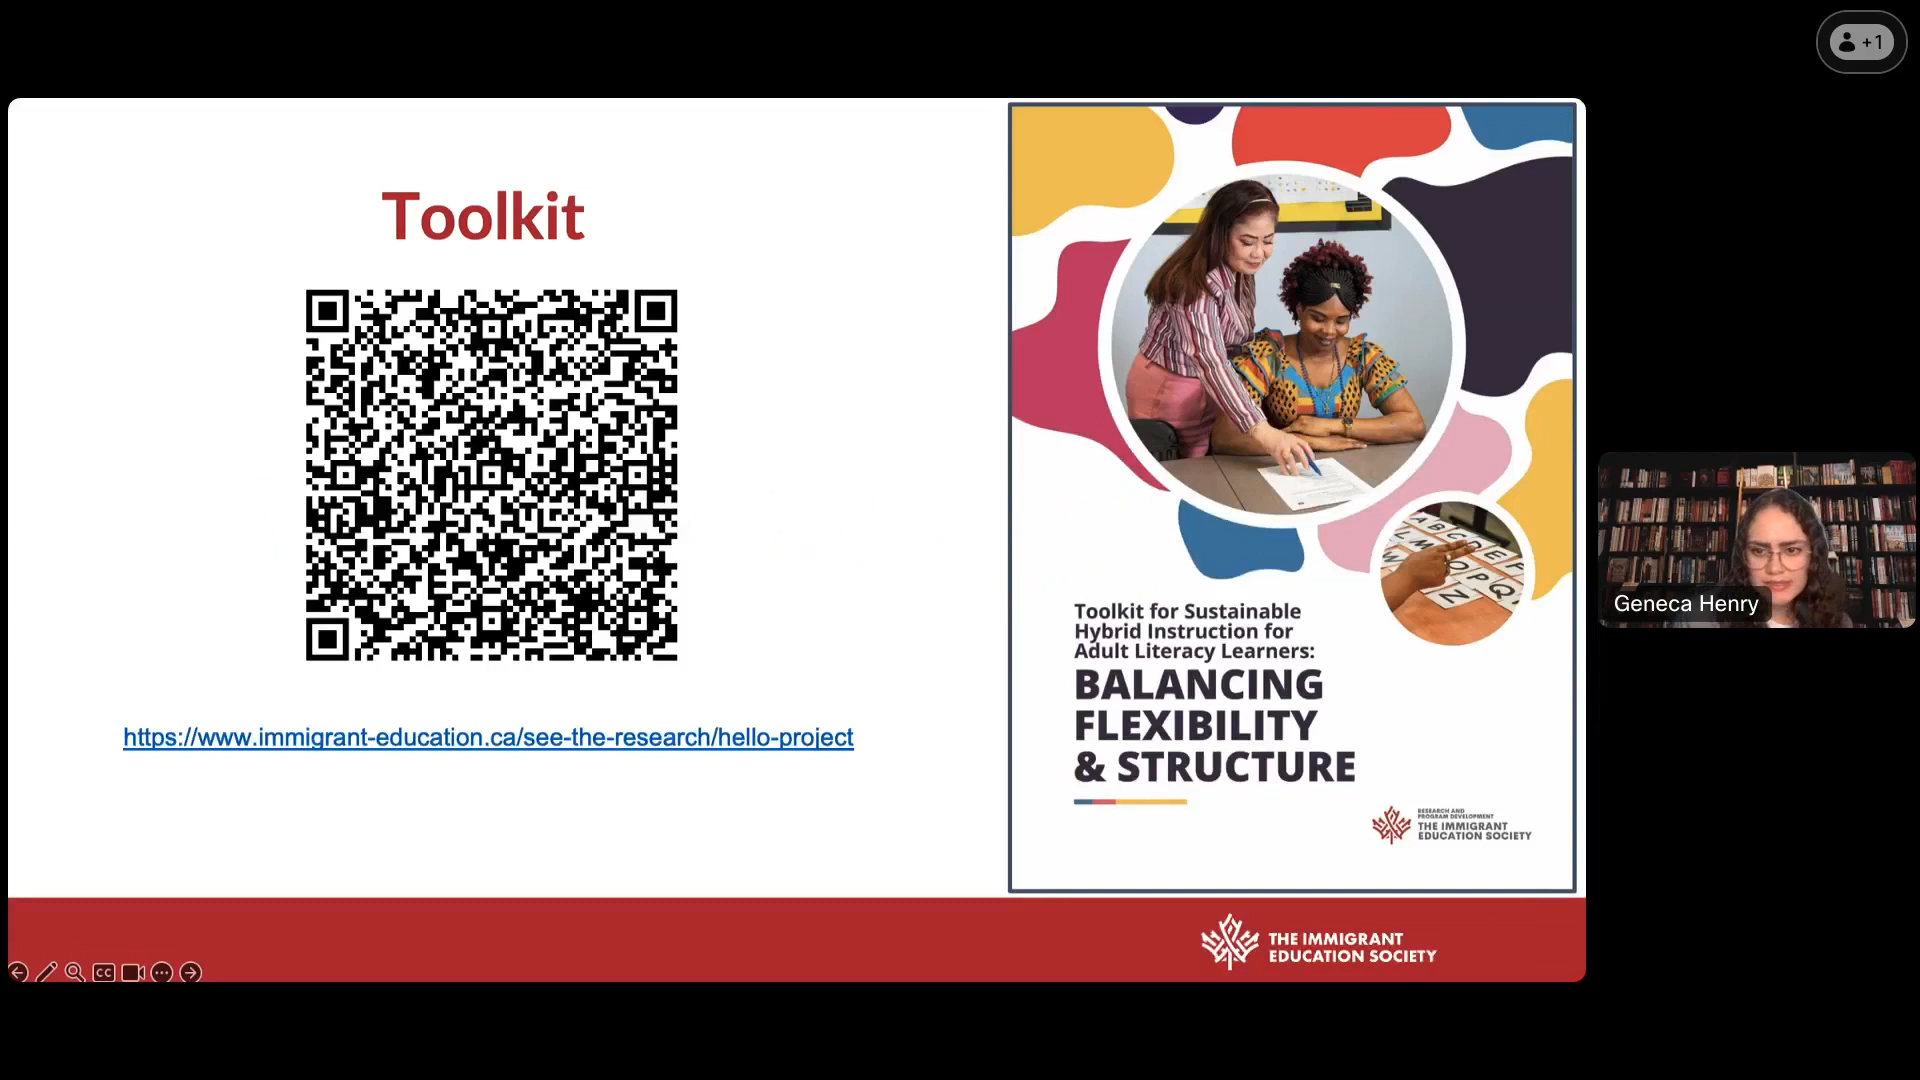 +1
Toolkit
https://www.immigrant-education.ca/see-the-research/hello-project
A B C D E F
L M O P Q
W N
Toolkit for Sustainable
Hybrid Instruction for
Adult Literacy Learners:
BALANCING
FLEXIBILITY
& STRUCTURE
RESEARCH AND
PROGRAM DEVELOPMENT
THE IMMIGRANT
EDUCATION SOCIETY
THE IMMIGRANT
EDUCATION SOCIETY
CC
Geneca Henry